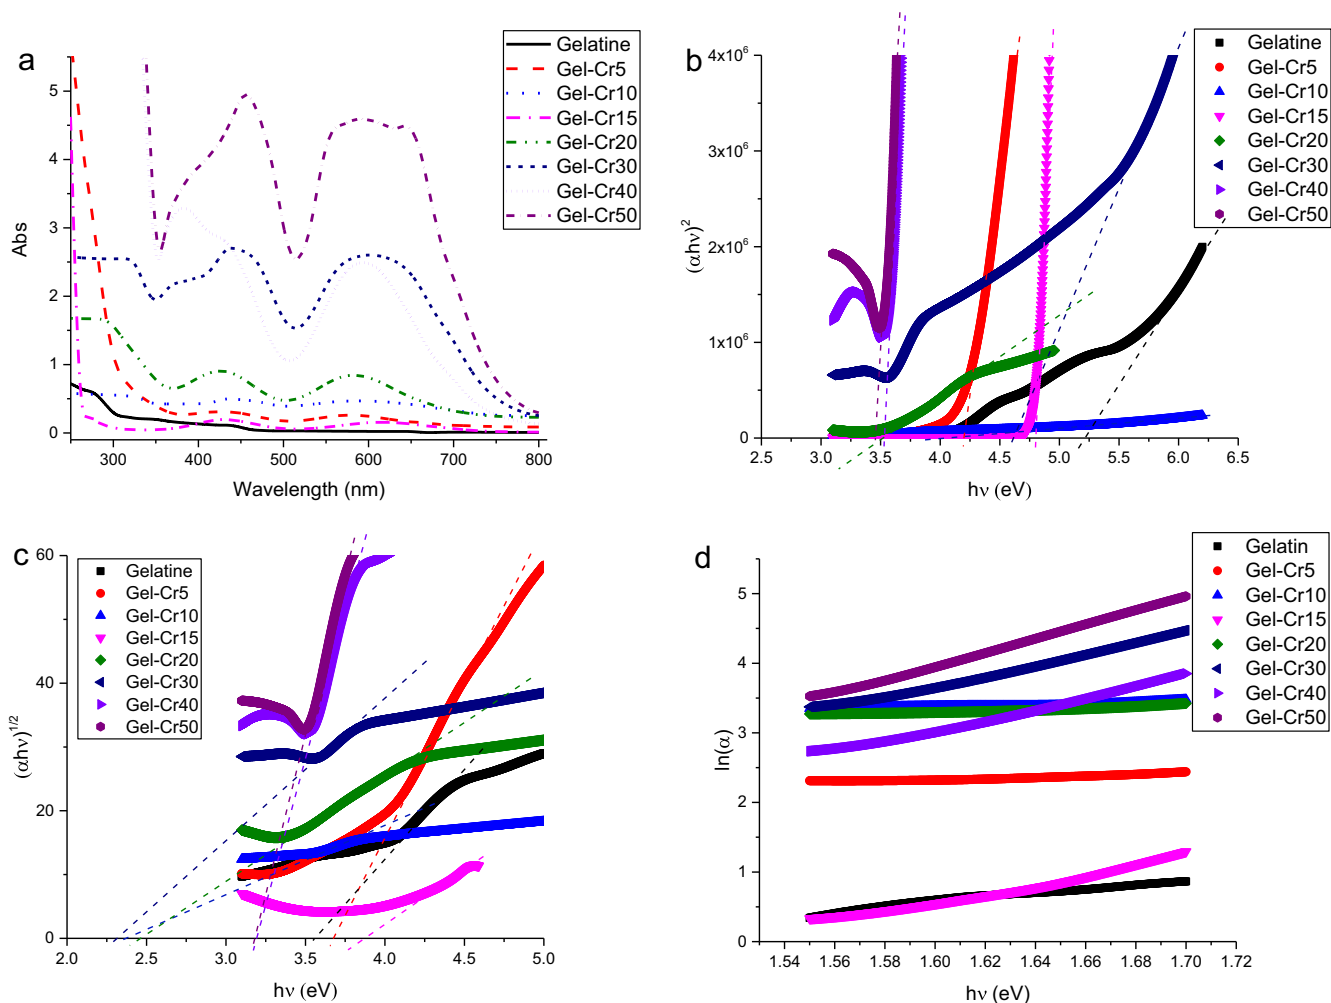 a
Gelatine
Gel-Cr5
Gel-Cr10
Gel-Cr15
Gel-Cr20
Gel-Cr30
Gel-Cr40
Gel-Cr50
Abs
5
4
3
2
1
0
300 400 500 600 700 800
Wavelength (nm)
b
Gelatine
Gel-Cr5
Gel-Cr10
Gel-Cr15
Gel-Cr20
Gel-Cr30
Gel-Cr40
Gel-Cr50
(αhν)²
4x10⁶
3x10⁶
2x10⁶
1x10⁶
0
2.5 3.0 3.5 4.0 4.5 5.0 5.5 6.0 6.5
hν (eV)
c
Gelatine
Gel-Cr5
Gel-Cr10
Gel-Cr15
Gel-Cr20
Gel-Cr30
Gel-Cr40
Gel-Cr50
(αhν)¹ᐟ²
60
40
20
0
2.0 2.5 3.0 3.5 4.0 4.5 5.0
hν (eV)
d
Gelatin
Gel-Cr5
Gel-Cr10
Gel-Cr15
Gel-Cr20
Gel-Cr30
Gel-Cr40
Gel-Cr50
ln(α)
5
4
3
2
1
0
1.54 1.56 1.58 1.60 1.62 1.64 1.66 1.68 1.70 1.72
hν (eV)